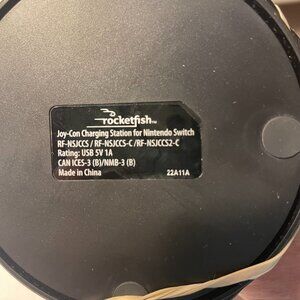 rocketfish™
Joy-Con Charging Station for Nintendo Switch
RF-NSJCCS / RF-NSJCCS-C /RF-NSJCCS2-C
Rating: USB 5V 1A
CAN ICES-3 (B)/NMB-3 (B)
Made in China 22A11A